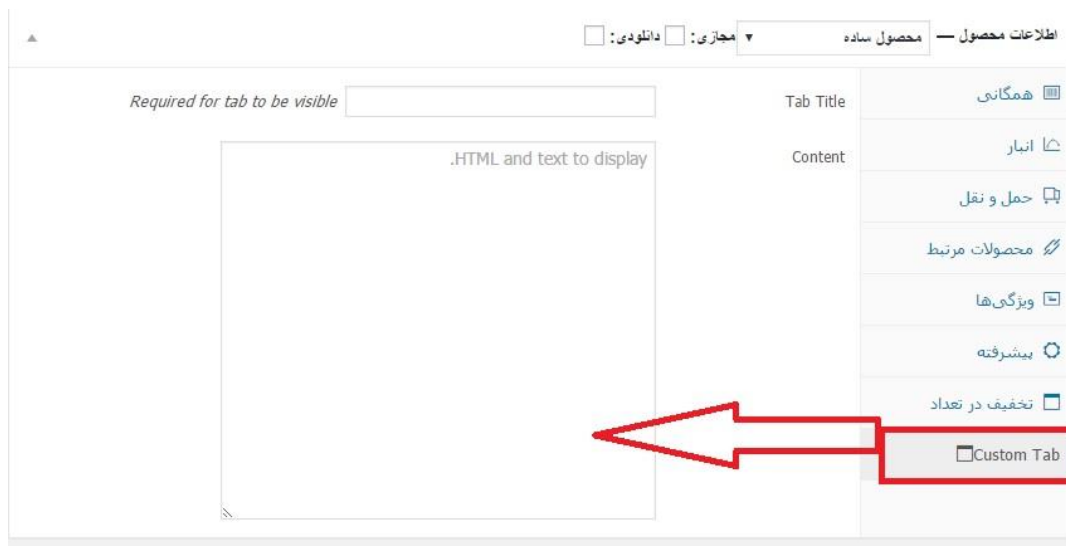 اطلاعات محصول — محصول ساده مجازی: دانلودی:
همگانی
انبار
حمل و نقل
محصولات مرتبط
ویژگی‌ها
پیشرفته
تخفیف در تعداد
Custom Tab
Tab Title
Required for tab to be visible
Content
.HTML and text to display